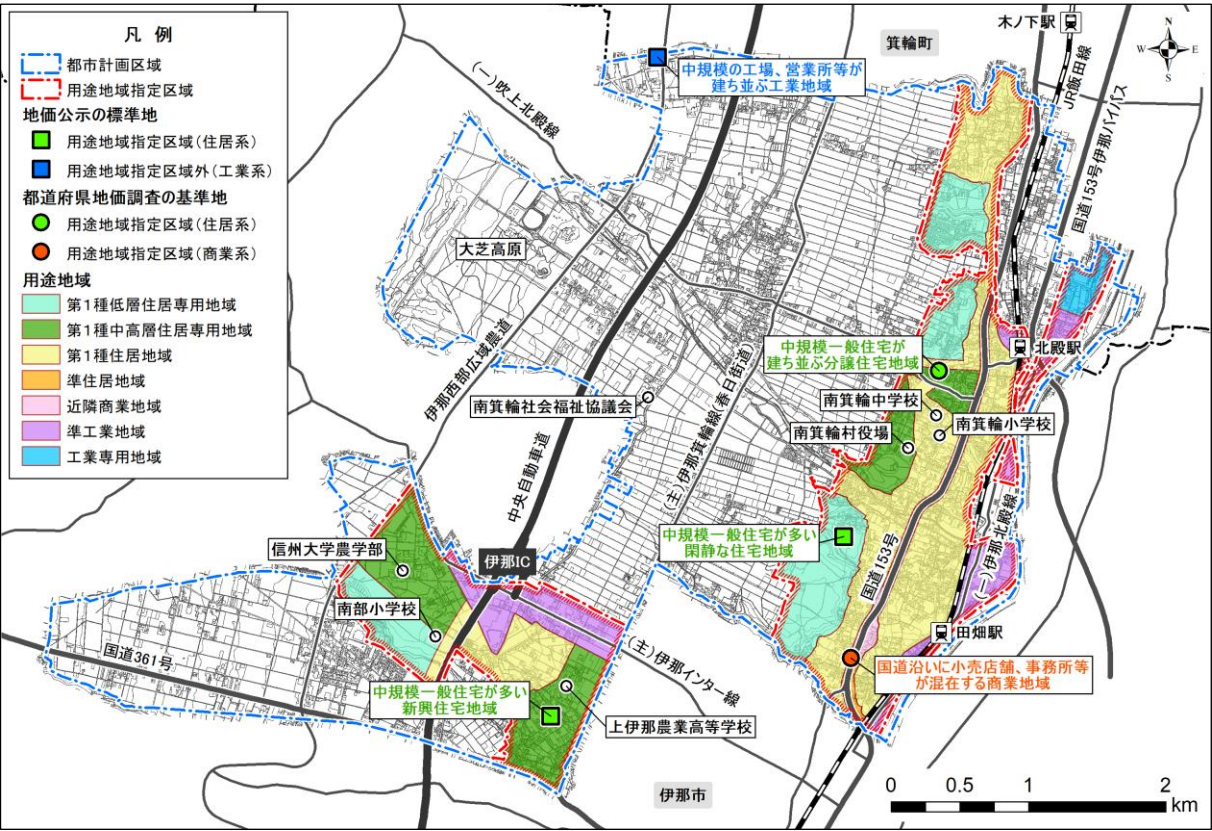 凡 例
都市計画区域
用途地域指定区域
地価公示の標準地
用途地域指定区域(住居系)
用途地域指定区域外(工業系)
都道府県地価調査の基準地
用途地域指定区域(住居系)
用途地域指定区域(商業系)
用途地域
第1種低層住居専用地域
第1種中高層住居専用地域
第1種住居地域
準住居地域
近隣商業地域
準工業地域
工業専用地域
木ノ下駅
箕輪町
N
W
E
S
中規模の工場、営業所等が
建ち並ぶ工業地域
(一)吹上北殿線
JR飯田線
国道153号伊那バイパス
大芝高原
伊那西部広域農道
中央自動車道
(主)伊那箕輪線(春日街道)
北殿駅
中規模一般住宅が
建ち並ぶ分譲住宅地域
南箕輪社会福祉協議会
南箕輪中学校
南箕輪小学校
南箕輪村役場
中規模一般住宅が多い
閑静な住宅地域
国道153号
(一)伊那北殿線
信州大学農学部
伊那IC
南部小学校
田畑駅
国道361号
(主)伊那インター線
国道沿いに小売店舗、事務所等
が混在する商業地域
中規模一般住宅が多い
新興住宅地域
上伊那農業高等学校
伊那市
0 0.5 1 2
km